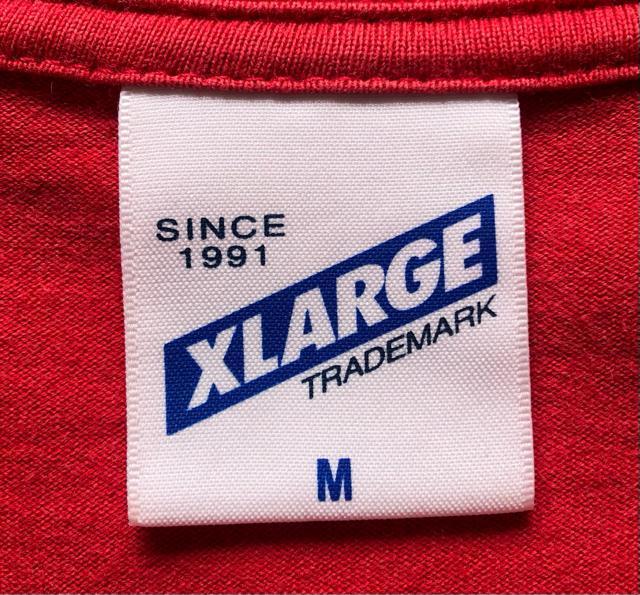 SINCE
1991
XLARGE
TRADEMARK
M